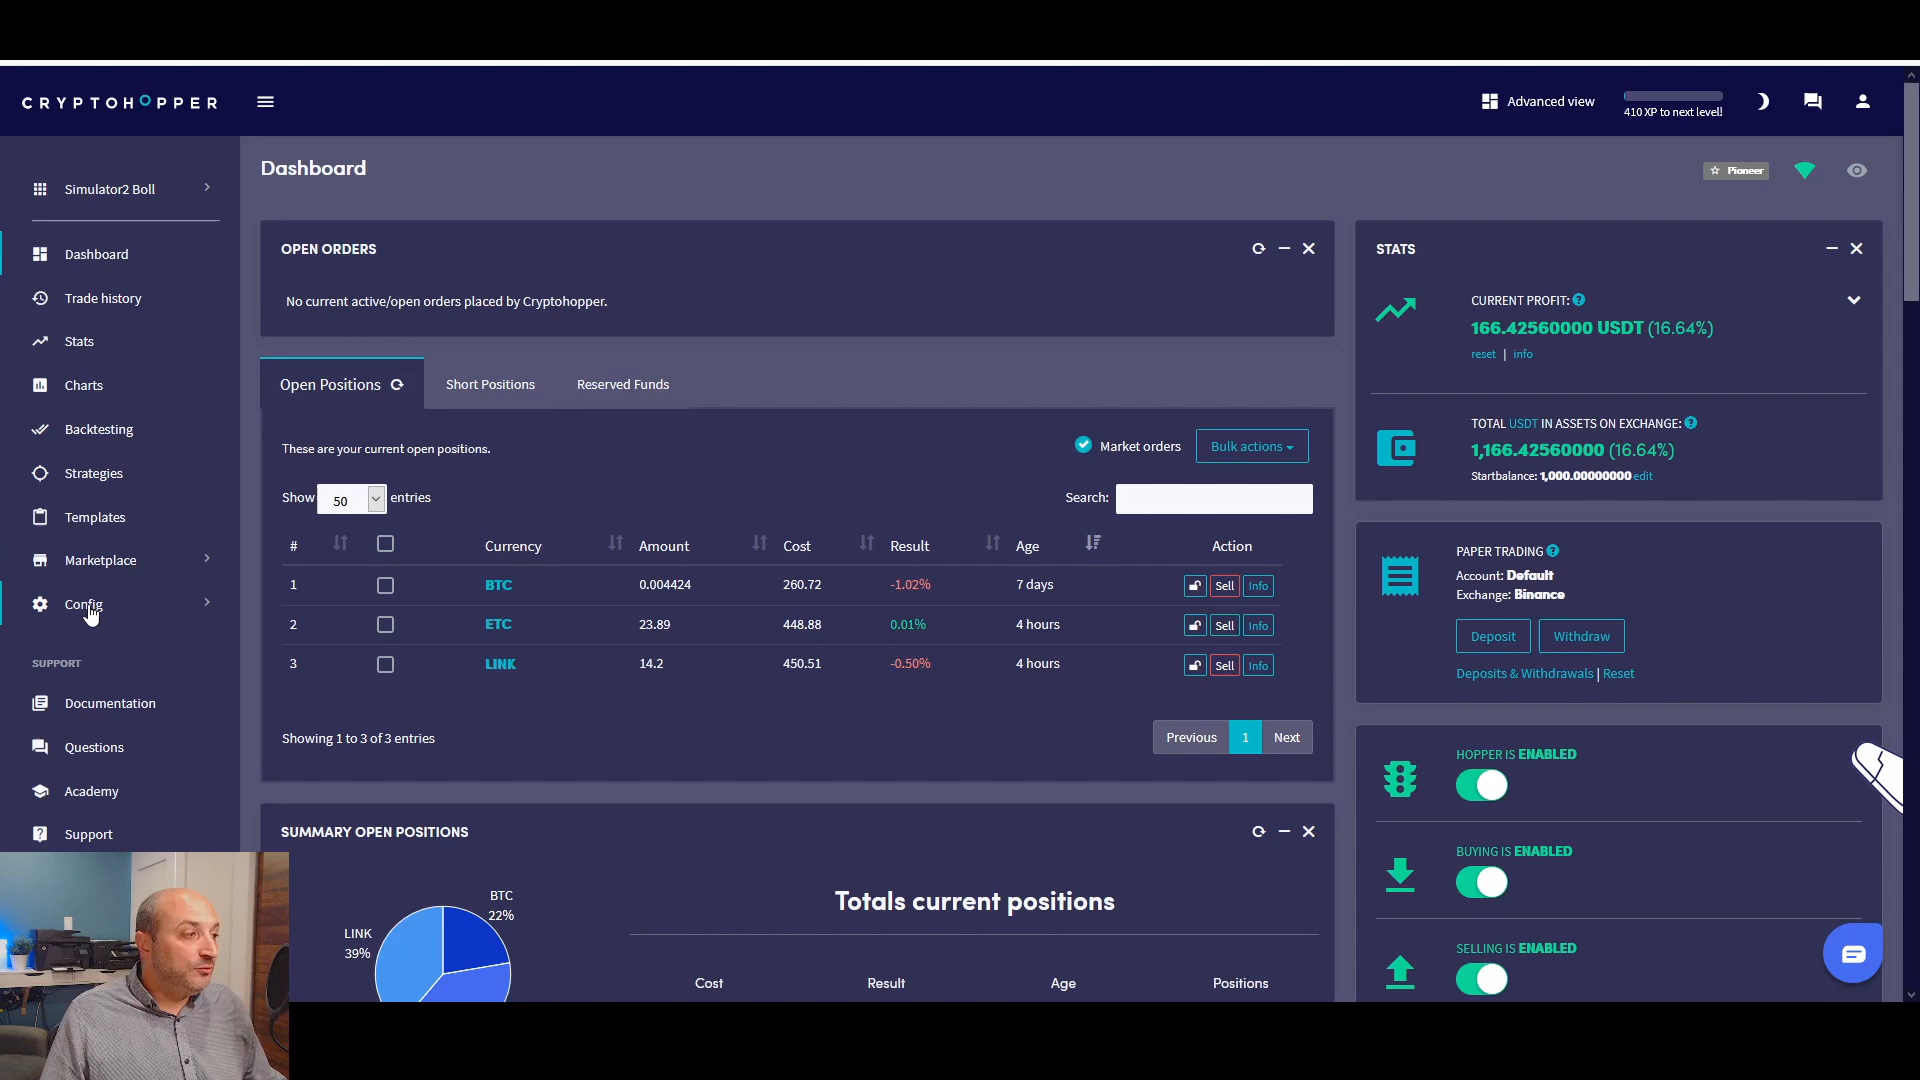 CRYPTOHOPPER
Advanced view
410 XP to next level!
Simulator2 Boll
Dashboard
Trade history
Stats
Charts
Backtesting
Strategies
Templates
Marketplace
Config
SUPPORT
Documentation
Questions
Academy
Support
Dashboard
Pioneer
OPEN ORDERS
No current active/open orders placed by Cryptohopper.
Open Positions
Short Positions
Reserved Funds
These are your current open positions.
Market orders
Bulk actions
Show 50 entries
Search:
# Currency Amount Cost Result Age Action
1 BTC 0.004424 260.72 -1.02% 7 days Sell Info
2 ETC 23.89 448.88 0.01% 4 hours Sell Info
3 LINK 14.2 450.51 -0.50% 4 hours Sell Info
Showing 1 to 3 of 3 entries
Previous 1 Next
SUMMARY OPEN POSITIONS
BTC
22%
LINK
39%
Totals current positions
Cost Result Age Positions
STATS
CURRENT PROFIT:
166.42560000 USDT (16.64%)
reset | info
TOTAL USDT IN ASSETS ON EXCHANGE:
1,166.42560000 (16.64%)
Startbalance: 1,000.00000000 edit
PAPER TRADING
Account: Default
Exchange: Binance
Deposit
Withdraw
Deposits & Withdrawals | Reset
HOPPER IS ENABLED
BUYING IS ENABLED
SELLING IS ENABLED